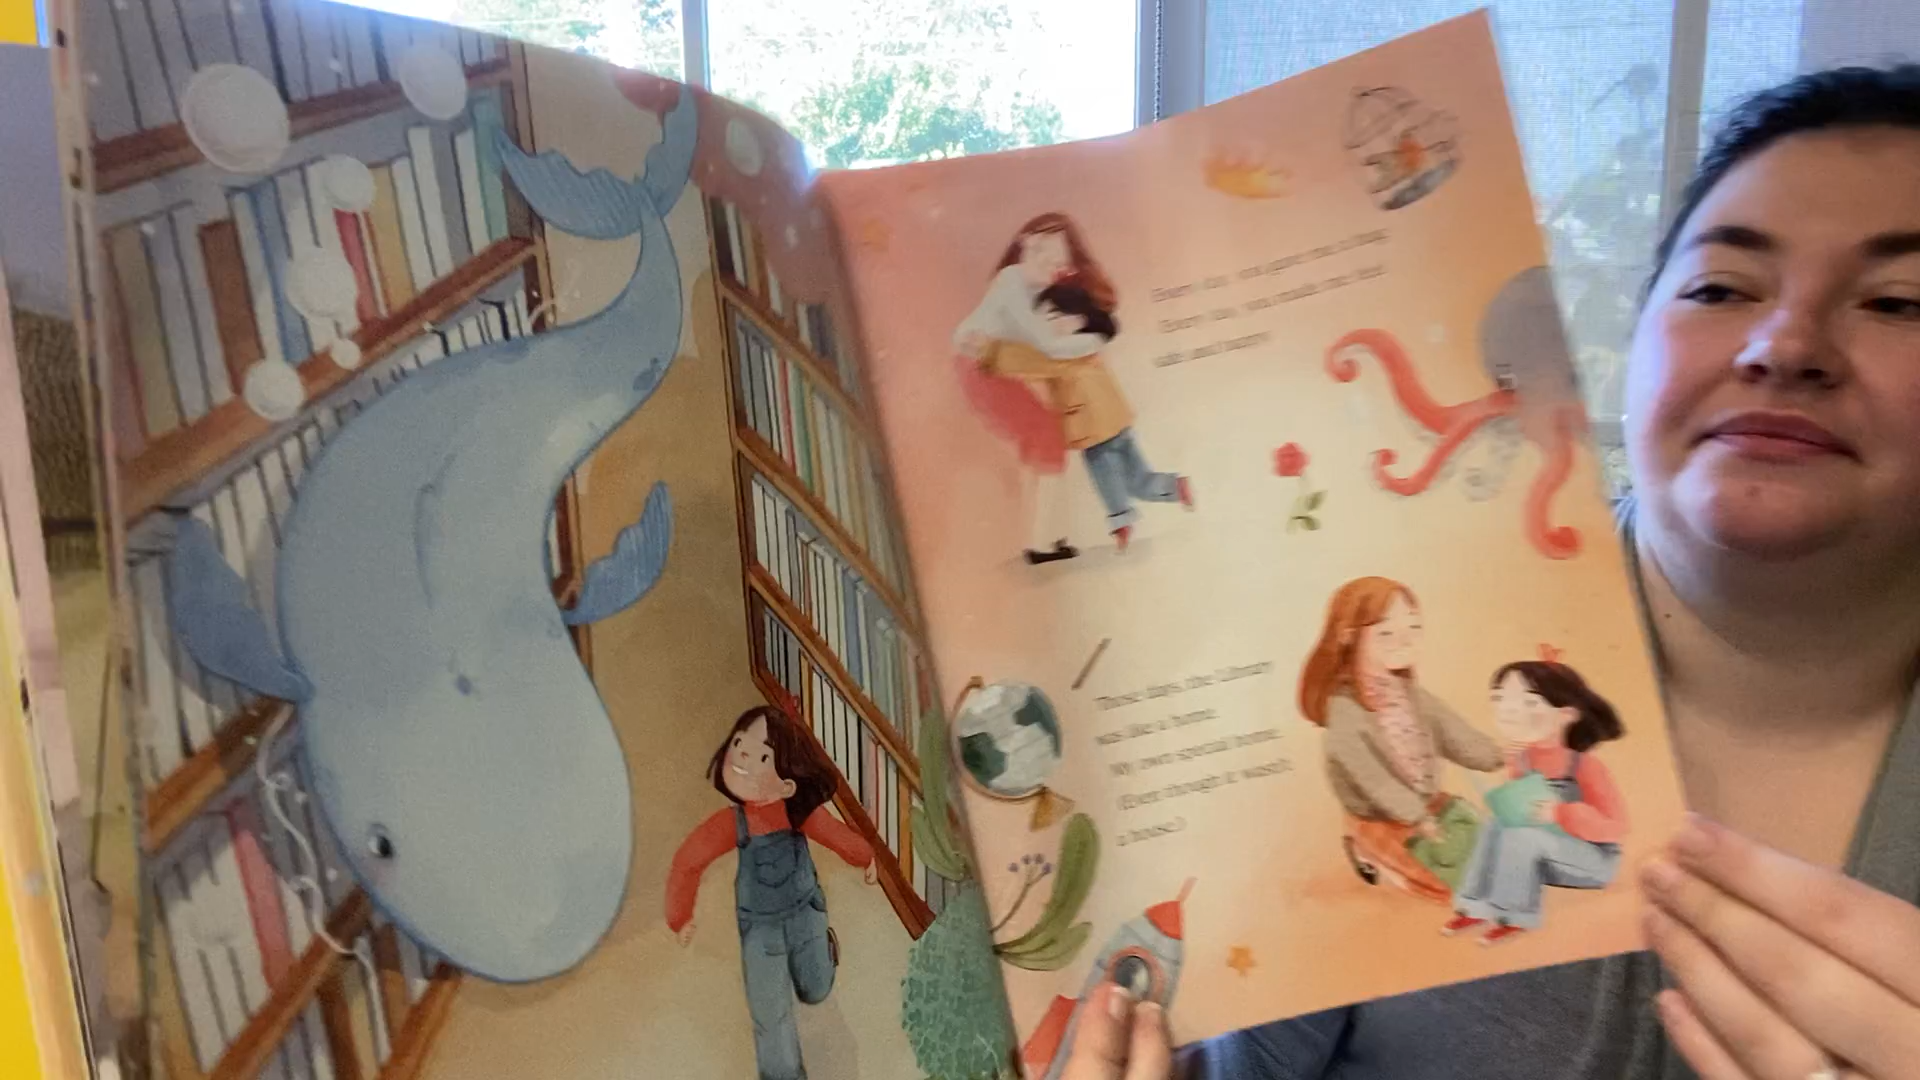 Every day, you gave me a hug.
Every day, you made me feel
safe and happy.
Those days, the Library
was like a home.
My own special home.
(Even though it wasn't
a house.)